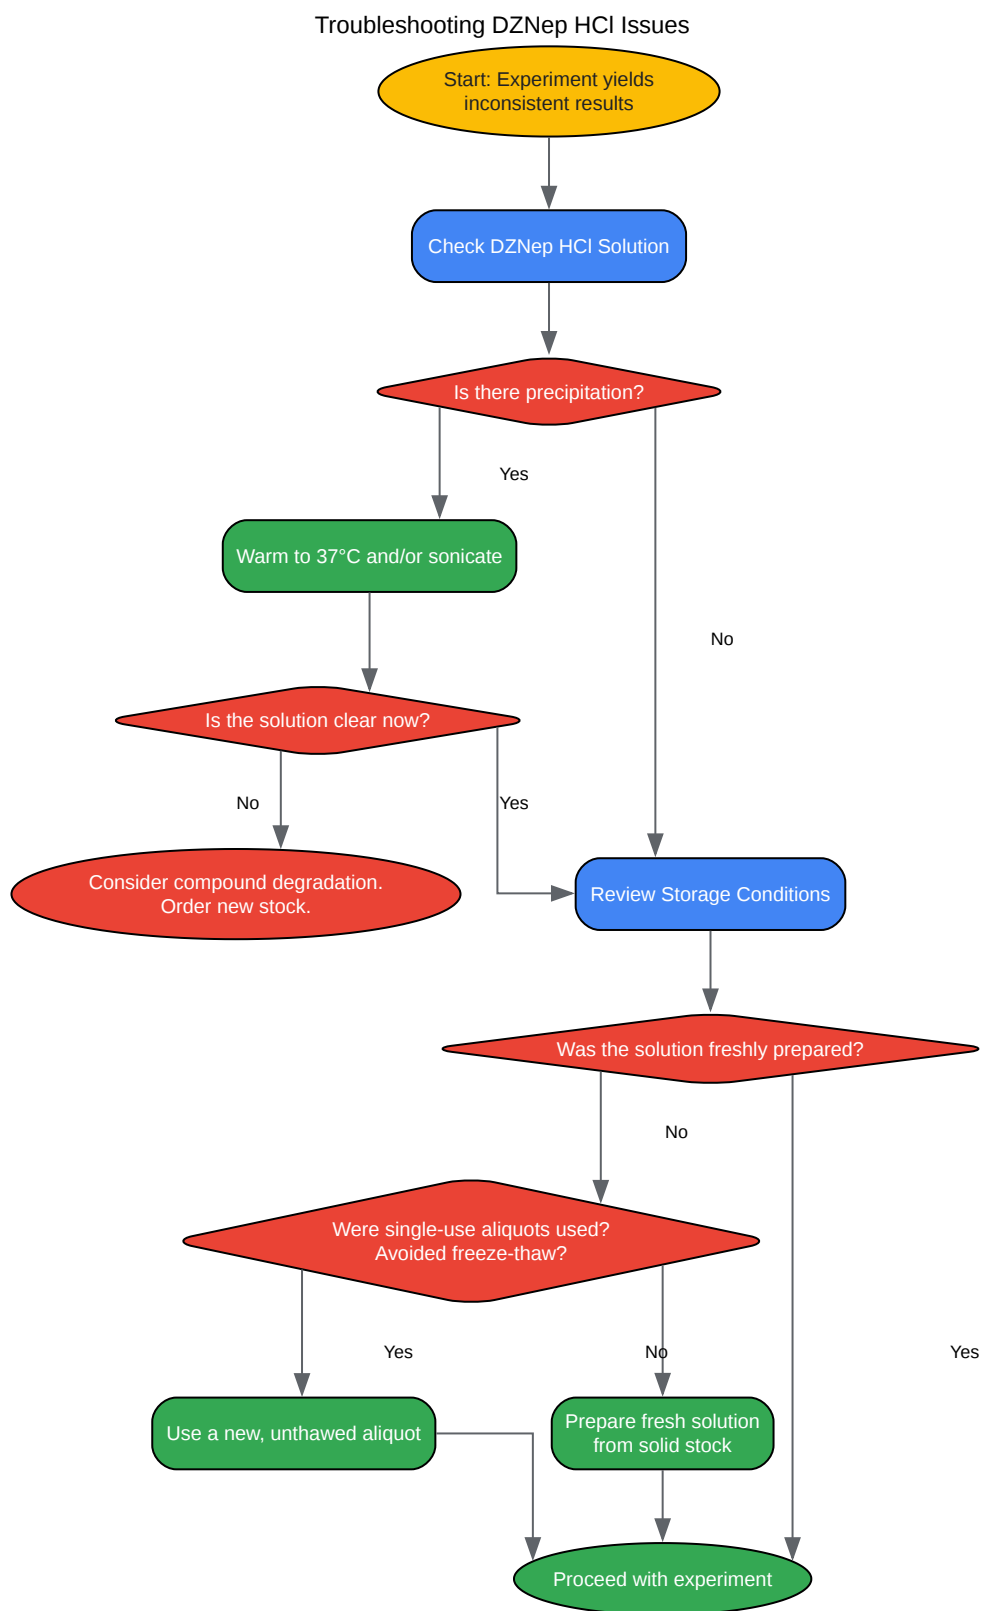 Troubleshooting DZNep HCl Issues
Start: Experiment yields
inconsistent results
Check DZNep HCl Solution
Is there precipitation?
Yes
Warm to 37°C and/or sonicate
No
Is the solution clear now?
No
Yes
Consider compound degradation.
Order new stock.
Review Storage Conditions
Was the solution freshly prepared?
No
Were single-use aliquots used?
Avoided freeze-thaw?
Yes
No
Yes
Use a new, unthawed aliquot
Prepare fresh solution
from solid stock
Proceed with experiment